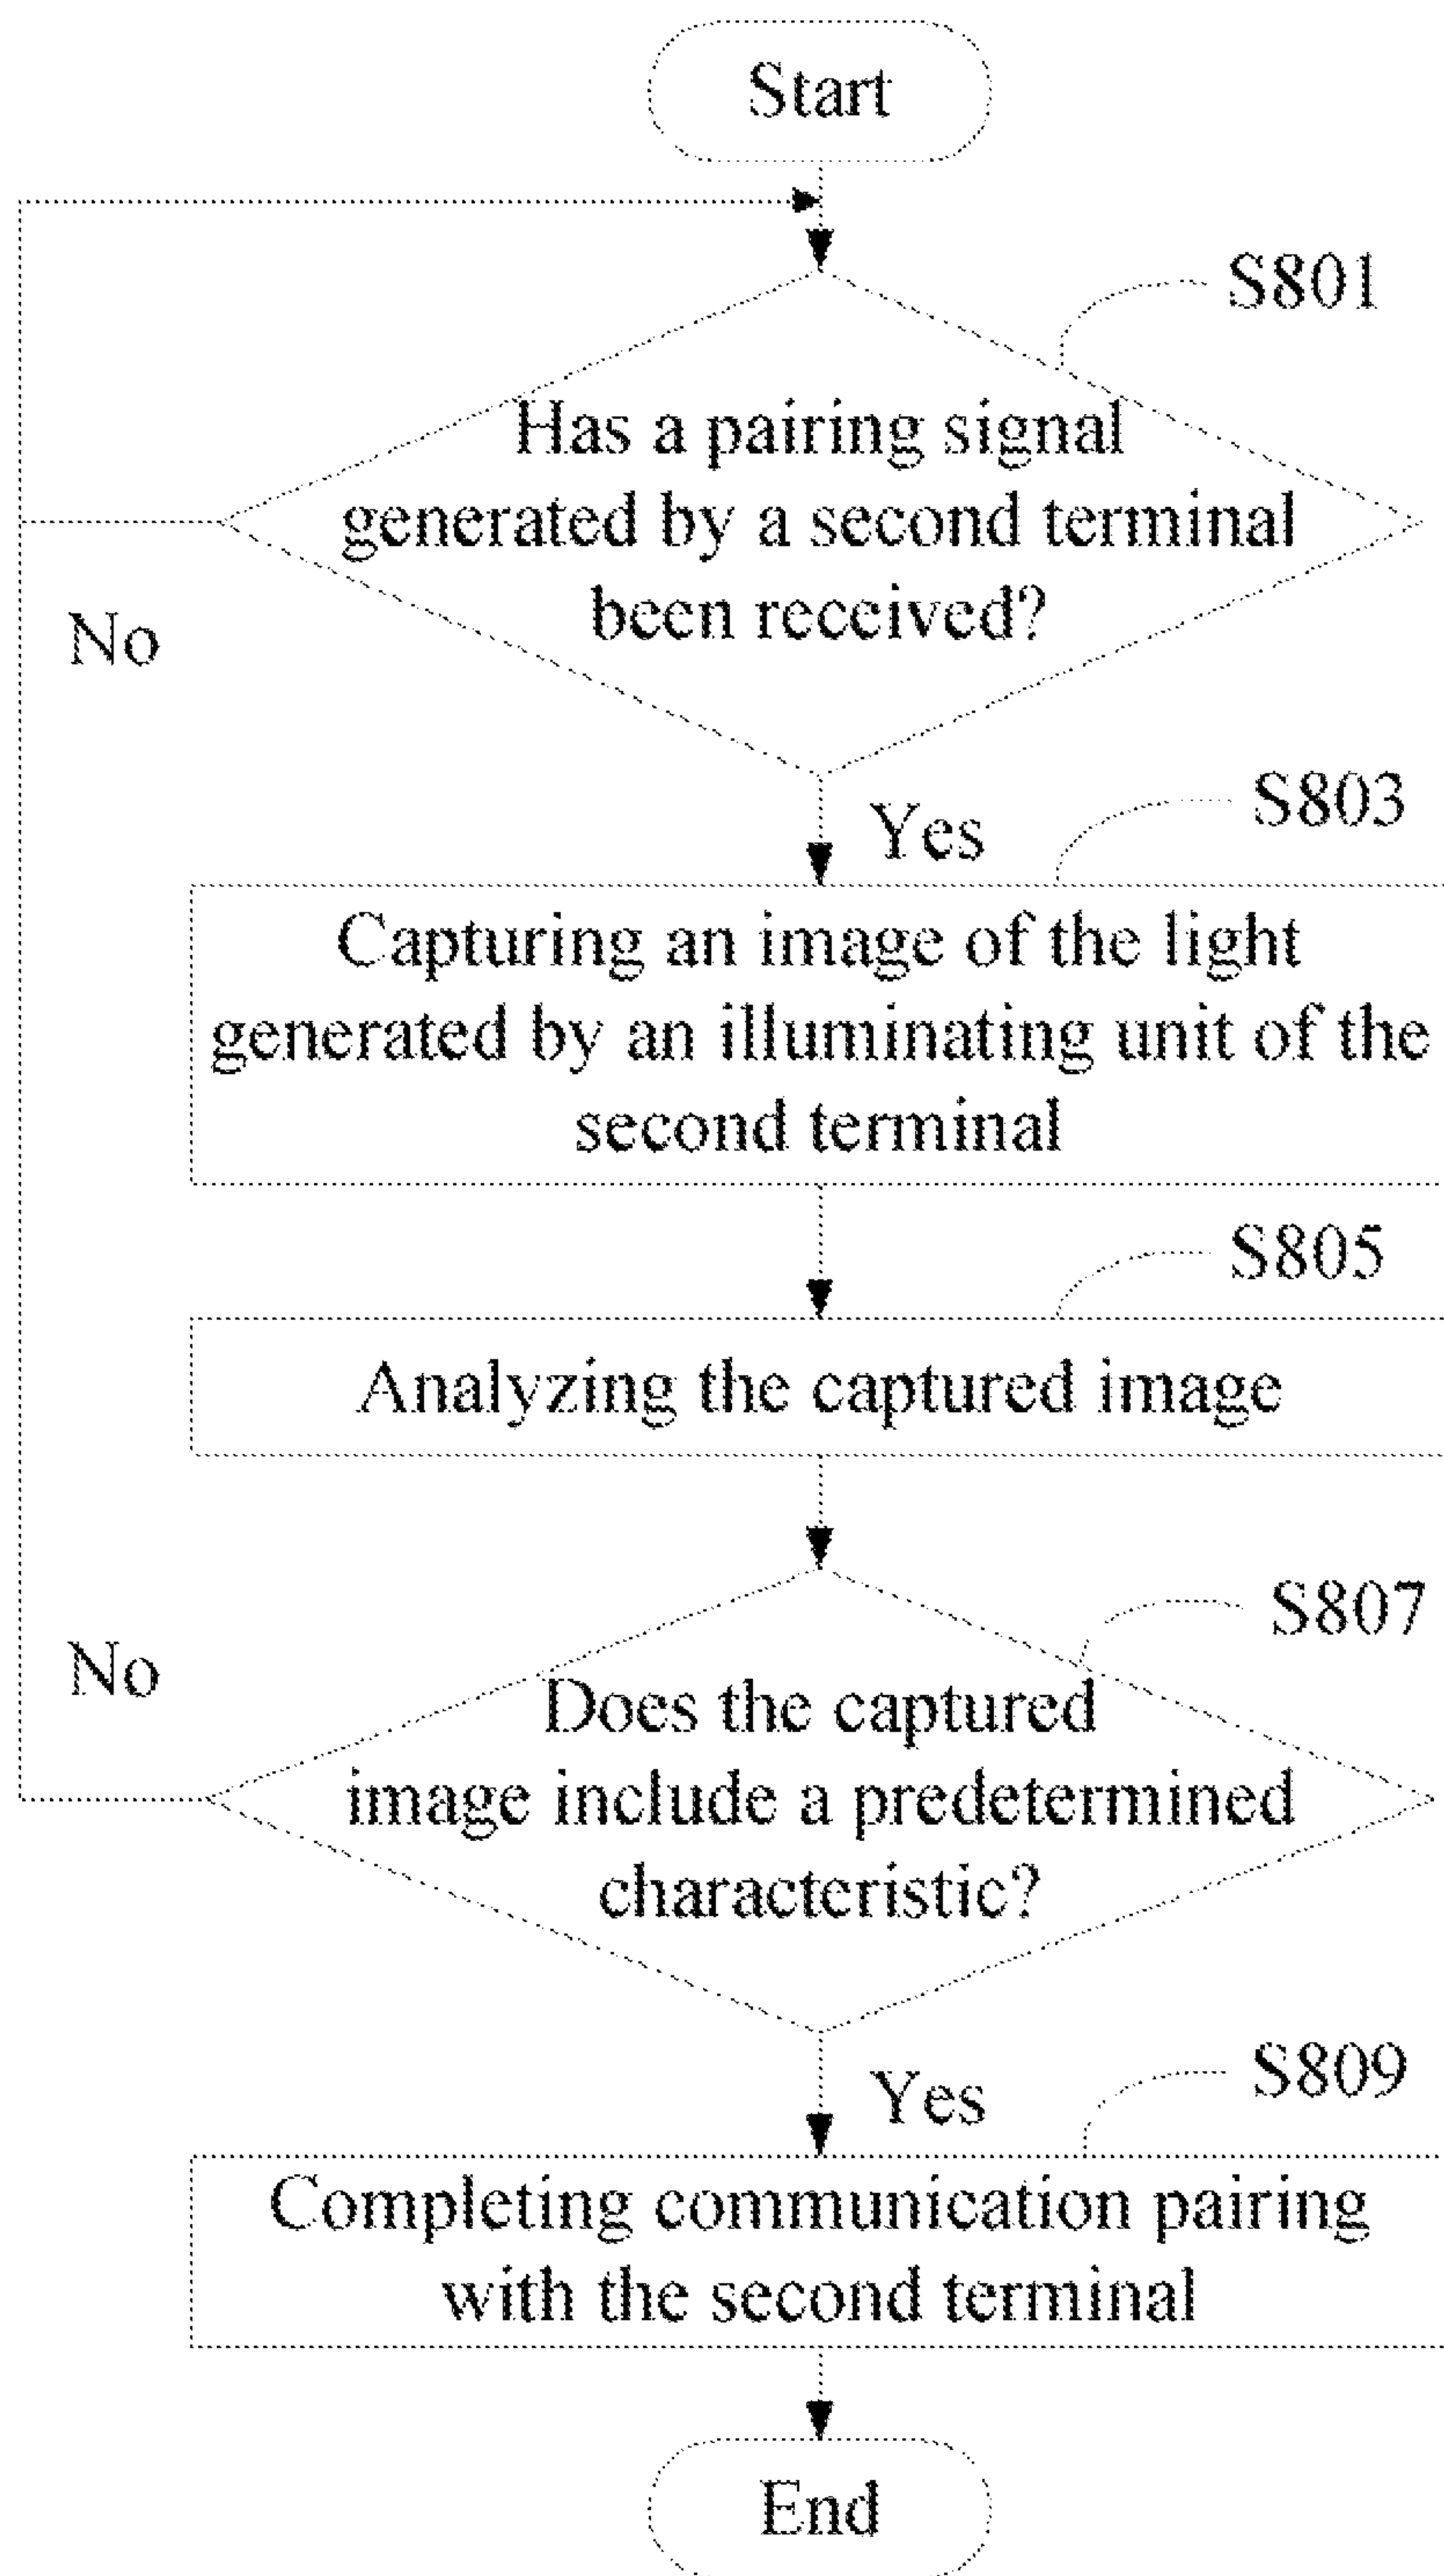 Start
S801
Has a pairing signal
generated by a second terminal
been received?
No
Yes
S803
Capturing an image of the light
generated by an illuminating unit of the
second terminal
S805
Analyzing the captured image
S807
No
Does the captured
image include a predetermined
characteristic?
Yes
S809
Completing communication pairing
with the second terminal
End